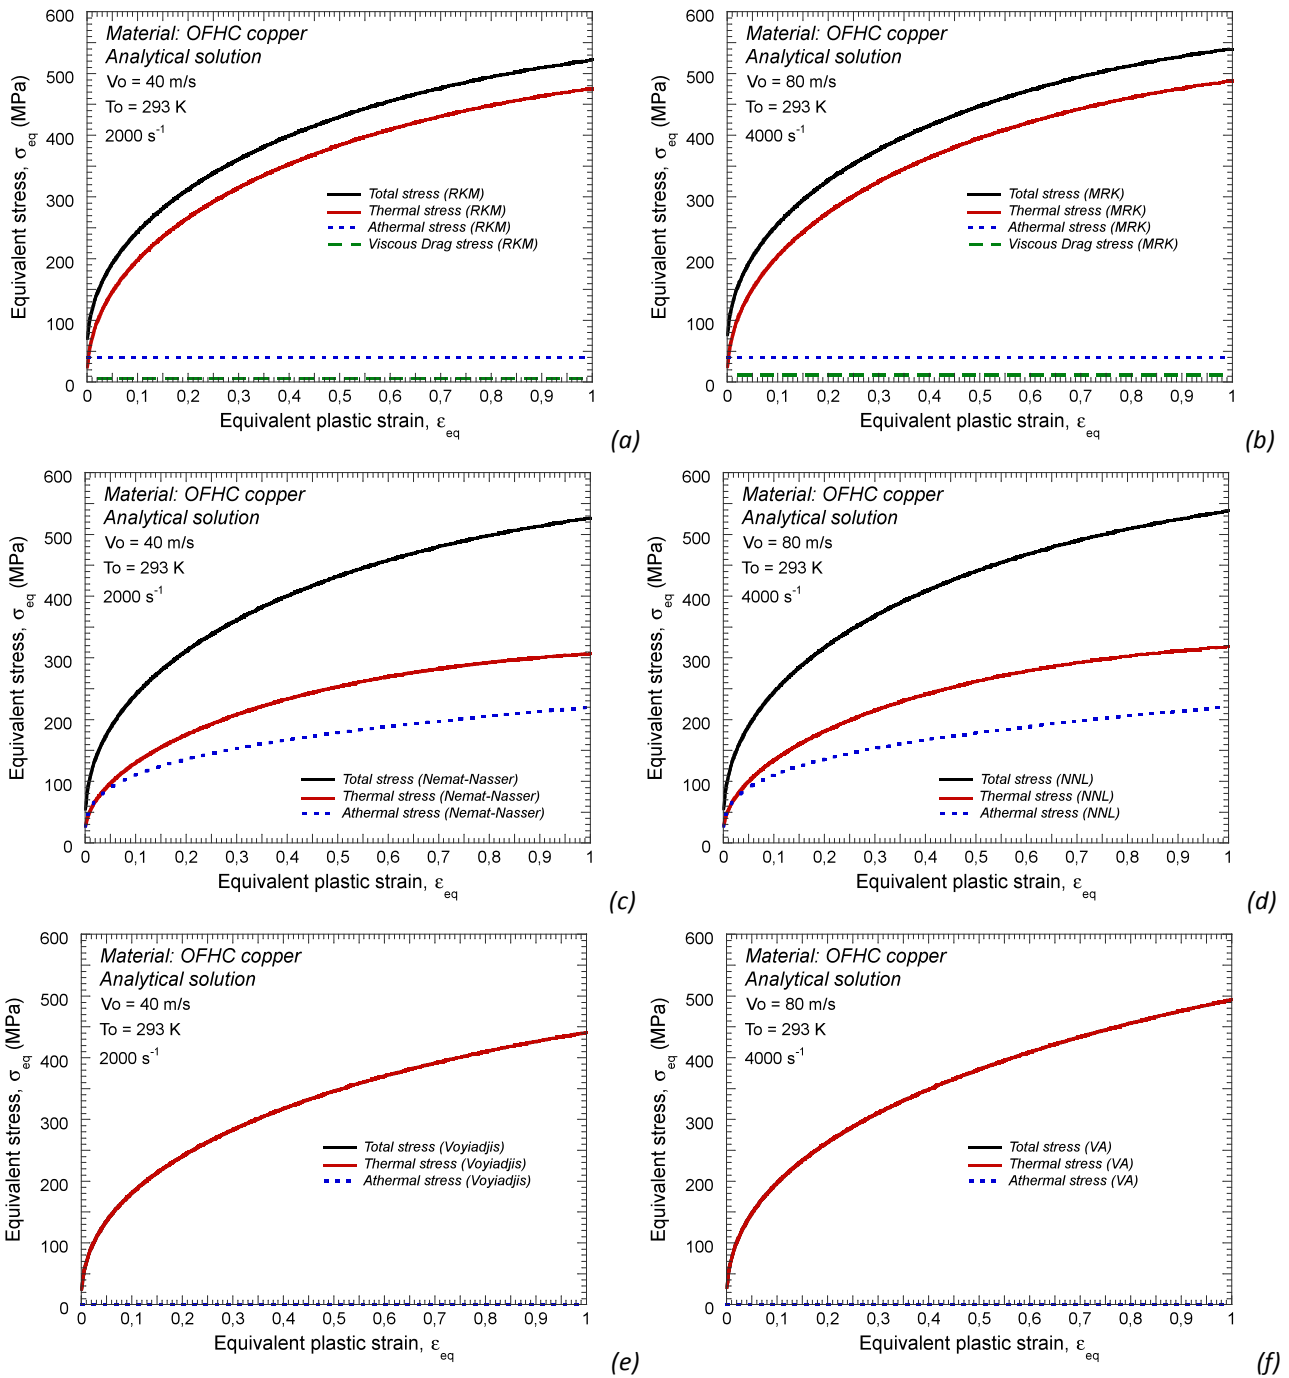 Material: OFHC copper
Analytical solution
Vo = 40 m/s
To = 293 K
2000 s-1
Total stress (RKM)
Thermal stress (RKM)
Athermal stress (RKM)
Viscous Drag stress (RKM)
Equivalent stress, σeq (MPa)
600
500
400
300
200
100
0
0 0,1 0,2 0,3 0,4 0,5 0,6 0,7 0,8 0,9 1
Equivalent plastic strain, εeq
(a)
Material: OFHC copper
Analytical solution
Vo = 80 m/s
To = 293 K
4000 s-1
Total stress (MRK)
Thermal stress (MRK)
Athermal stress (MRK)
Viscous Drag stress (MRK)
Equivalent stress, σeq (MPa)
600
500
400
300
200
100
0
0 0,1 0,2 0,3 0,4 0,5 0,6 0,7 0,8 0,9 1
Equivalent plastic strain, εeq
(b)
Material: OFHC copper
Analytical solution
Vo = 40 m/s
To = 293 K
2000 s-1
Total stress (Nemat-Nasser)
Thermal stress (Nemat-Nasser)
Athermal stress (Nemat-Nasser)
Equivalent stress, σeq (MPa)
600
500
400
300
200
100
0
0 0,1 0,2 0,3 0,4 0,5 0,6 0,7 0,8 0,9 1
Equivalent plastic strain, εeq
(c)
Material: OFHC copper
Analytical solution
Vo = 80 m/s
To = 293 K
4000 s-1
Total stress (NNL)
Thermal stress (NNL)
Athermal stress (NNL)
Equivalent stress, σeq (MPa)
600
500
400
300
200
100
0
0 0,1 0,2 0,3 0,4 0,5 0,6 0,7 0,8 0,9 1
Equivalent plastic strain, εeq
(d)
Material: OFHC copper
Analytical solution
Vo = 40 m/s
To = 293 K
2000 s-1
Total stress (Voyiadjis)
Thermal stress (Voyiadjis)
Athermal stress (Voyiadjis)
Equivalent stress, σeq (MPa)
600
500
400
300
200
100
0
0 0,1 0,2 0,3 0,4 0,5 0,6 0,7 0,8 0,9 1
Equivalent plastic strain, εeq
(e)
Material: OFHC copper
Analytical solution
Vo = 80 m/s
To = 293 K
4000 s-1
Total stress (VA)
Thermal stress (VA)
Athermal stress (VA)
Equivalent stress, σeq (MPa)
600
500
400
300
200
100
0
0 0,1 0,2 0,3 0,4 0,5 0,6 0,7 0,8 0,9 1
Equivalent plastic strain, εeq
(f)